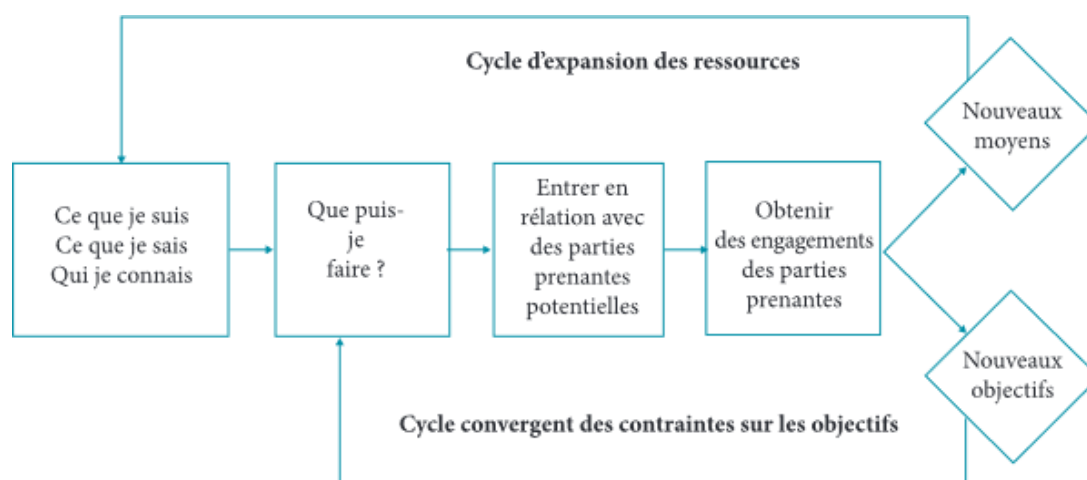 Cycle d’expansion des ressources
Nouveaux
moyens
Ce que je suis
Ce que je sais
Qui je connais
Que puis-
je
faire ?
Entrer en
rélation avec
des parties
prenantes
potentielles
Obtenir
des engagements
des parties
prenantes
Nouveaux
objectifs
Cycle convergent des contraintes sur les objectifs